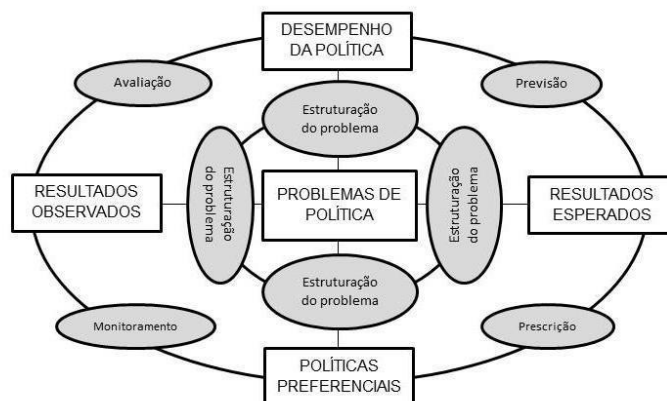 DESEMPENHO
DA POLÍTICA
Avaliação
Previsão
Estruturação
do problema
Estruturação
do problema
RESULTADOS
OBSERVADOS
PROBLEMAS DE
POLÍTICA
Estruturação
do problema
RESULTADOS
ESPERADOS
Estruturação
do problema
Monitoramento
Prescrição
POLÍTICAS
PREFERENCIAIS